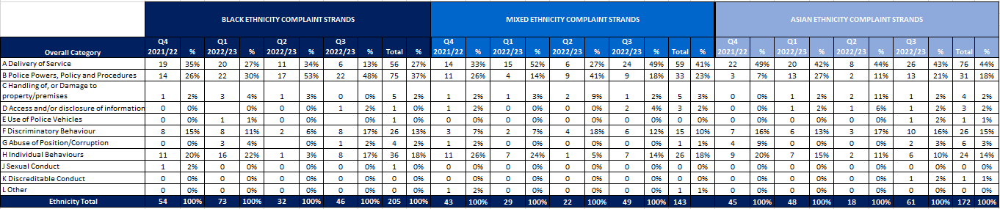 BLACK ETHNICITY COMPLAINT STRANDS MIXED ETHNICITY COMPLAINT STRANDS ASIAN ETHNICITY COMPLAINT STRANDS
Overall Category Q4 2021/22 % Q1 2022/23 % Q2 2022/23 % Q3 2022/23 % Total % Q4 2021/22 % Q1 2022/23 % Q2 2022/23 % Q3 2022/23 % Total % Q4 2021/22 % Q1 2022/23 % Q2 2022/23 % Q3 2022/23 % Total %
A Delivery of Service 19 35% 20 27% 11 34% 6 13% 56 27% 14 33% 15 52% 6 27% 24 49% 59 41% 22 49% 20 42% 8 44% 26 43% 76 44%
B Police Powers, Policy and Procedures 14 26% 22 30% 17 53% 22 48% 75 37% 11 26% 4 14% 9 41% 9 18% 33 23% 3 7% 13 27% 2 11% 13 21% 31 18%
C Handling of, or Damage to
property/premises 1 2% 3 4% 1 3% 0 0% 5 2% 1 2% 1 3% 2 9% 1 2% 5 3% 0 0% 1 2% 2 11% 1 2% 4 2%
D Access and/or disclosure of information 0 0% 0% 0 0% 1 2% 1 0% 1 2% 0 0% 0 0% 2 4% 3 2% 0 0% 1 2% 1 6% 1 2% 3 2%
E Use of Police Vehicles 0 0% 1 1% 0 0% 0 0% 1 0% 0 0% 0 0% 0 0% 0 0% 0 0% 0 0% 0 0% 0 0% 1 2% 1 1%
F Discriminatory Behaviour 8 15% 8 11% 2 6% 8 17% 26 13% 3 7% 2 7% 4 18% 6 12% 15 10% 7 16% 6 13% 3 17% 10 16% 26 15%
G Abuse of Position/Corruption 0 0% 3 4% 0 0% 1 2% 4 2% 1 2% 0 0% 0 0% 0 0% 1 1% 4 9% 0 0% 0 0% 2 3% 6 3%
H Individual Behaviours 11 20% 16 22% 1 3% 8 17% 36 18% 11 26% 7 24% 1 5% 7 14% 26 18% 9 20% 7 15% 2 11% 6 10% 24 14%
J Sexual Conduct 1 2% 0 0% 0 0% 0 0% 1 0% 0 0% 0 0% 0 0% 0 0% 0 0% 0 0% 0 0% 0 0% 0 0% 0 0%
K Discreditable Conduct 0 0% 0 0% 0 0% 0 0% 0 0% 0 0% 0 0% 0 0% 0 0% 0 0% 0 0% 0 0% 0 0% 1 2% 1 1%
L Other 0 0% 0 0% 0 0% 0 0% 0 0% 1 2% 0 0% 0 0% 0 0% 1 1% 0 0% 0 0% 0 0% 0 0% 0 0%
Ethnicity Total 54 100% 73 100% 32 100% 46 100% 205 100% 43 100% 29 100% 22 100% 49 100% 143 45 100% 48 100% 18 100% 61 100% 172 100%